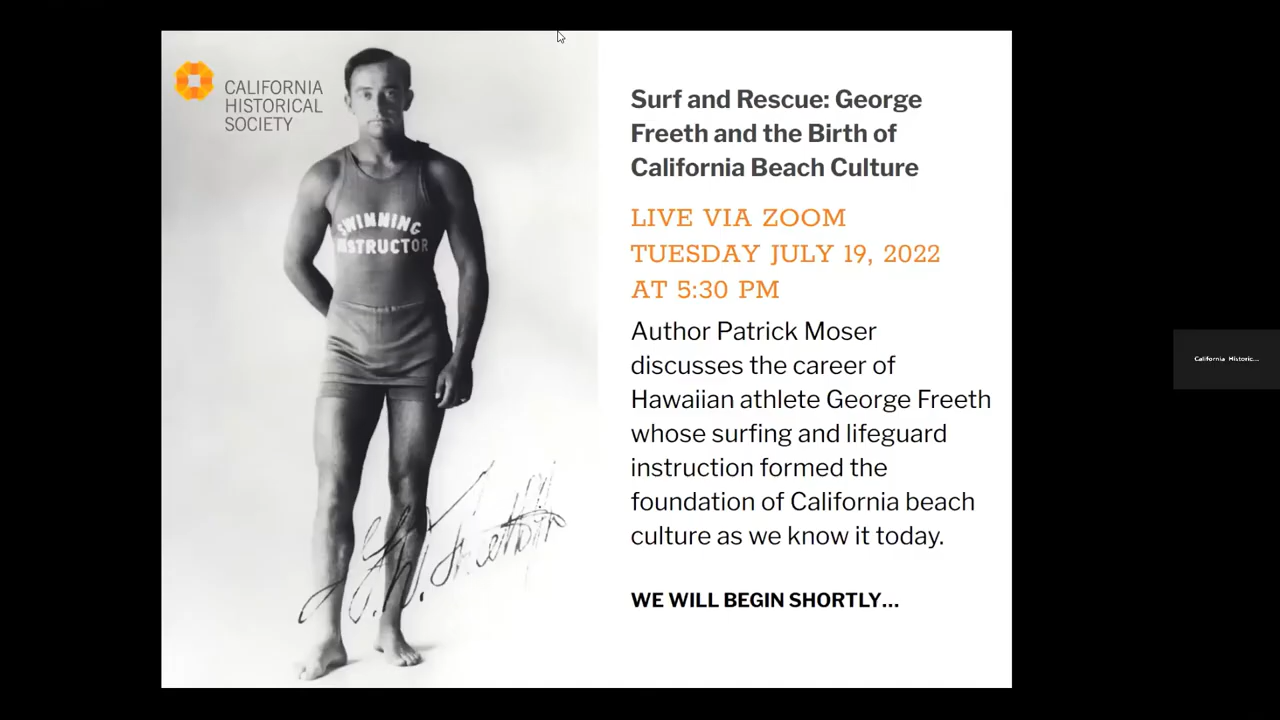 CALIFORNIA
HISTORICAL
SOCIETY
SWIMMING
INSTRUCTOR
G.W. Freeth
Surf and Rescue: George
Freeth and the Birth of
California Beach Culture
LIVE VIA ZOOM
TUESDAY JULY 19, 2022
AT 5:30 PM
Author Patrick Moser
discusses the career of
Hawaiian athlete George Freeth
whose surfing and lifeguard
instruction formed the
foundation of California beach
culture as we know it today.
WE WILL BEGIN SHORTLY...
California Historic...